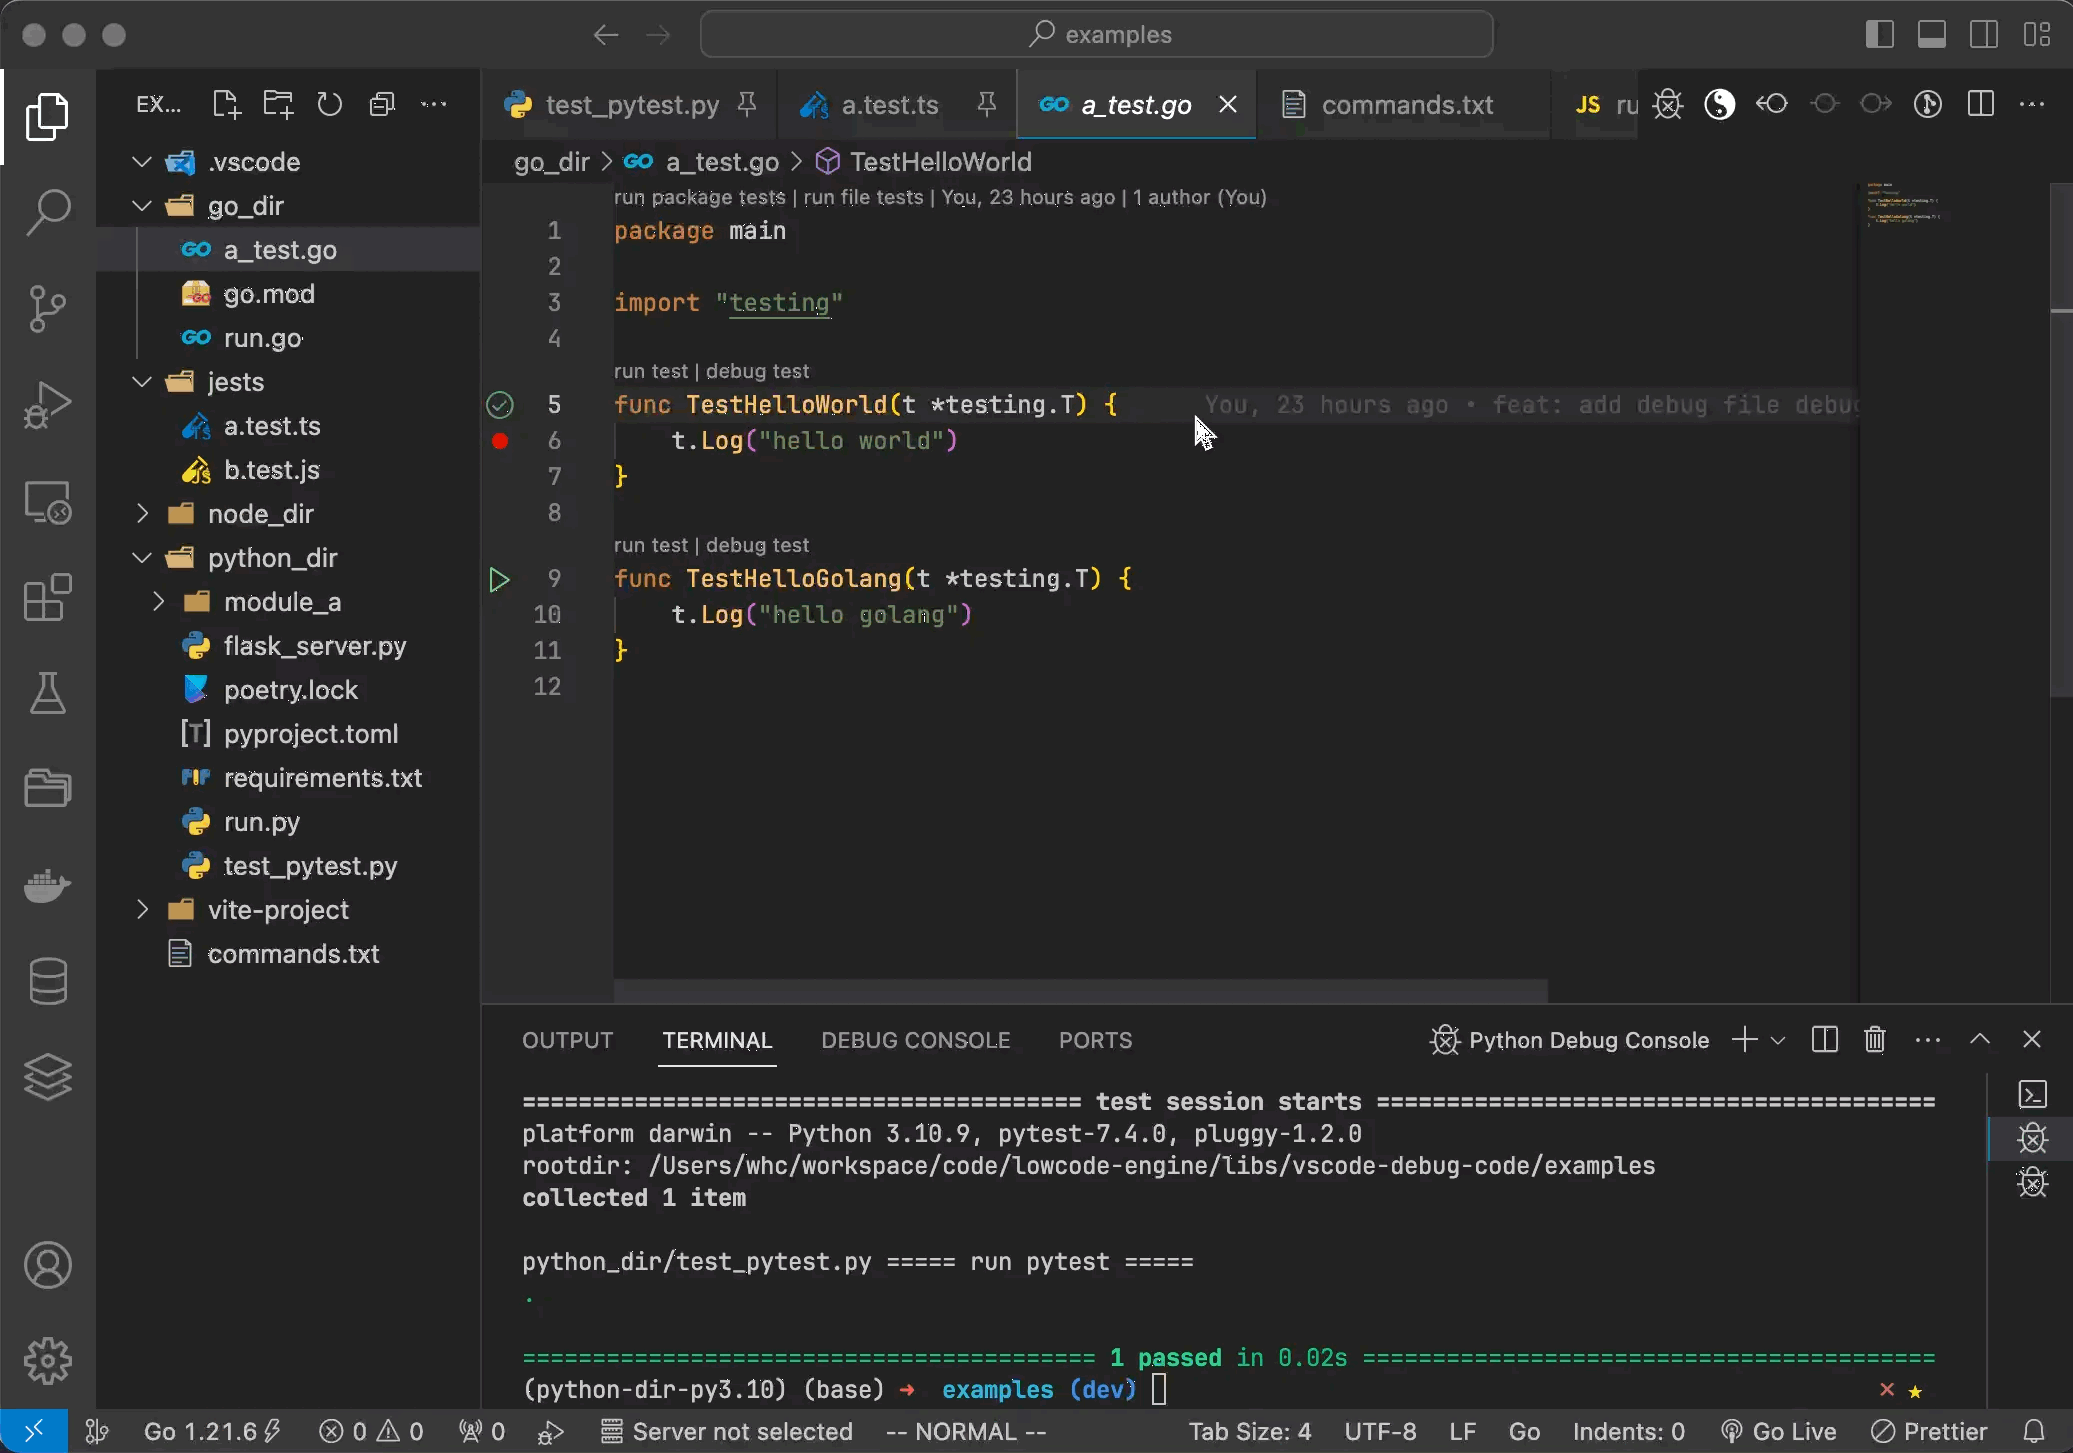 examples
EX...
test_pytest.py
a.test.ts
GO a_test.go
commands.txt
JS ru
.vscode
go_dir
GO a_test.go
go.mod
GO run.go
jests
a.test.ts
b.test.js
node_dir
python_dir
module_a
flask_server.py
poetry.lock
[T] pyproject.toml
requirements.txt
run.py
test_pytest.py
vite-project
commands.txt
go_dir > GO a_test.go > TestHelloWorld
run package tests | run file tests | You, 23 hours ago | 1 author (You)
1 package main
2
3 import "testing"
4
run test | debug test
5 func TestHelloWorld(t *testing.T) { You, 23 hours ago • feat: add debug file debug
6 t.Log("hello world")
7 }
8
run test | debug test
9 func TestHelloGolang(t *testing.T) {
10 t.Log("hello golang")
11 }
12
OUTPUT TERMINAL DEBUG CONSOLE PORTS
Python Debug Console
======================================== test session starts ========================================
platform darwin -- Python 3.10.9, pytest-7.4.0, pluggy-1.2.0
rootdir: /Users/whc/workspace/code/lowcode-engine/libs/vscode-debug-code/examples
collected 1 item
python_dir/test_pytest.py ===== run pytest =====
.
========================================= 1 passed in 0.02s =========================================
(python-dir-py3.10) (base) → examples (dev)
Go 1.21.6 0 0 0 Server not selected -- NORMAL -- Tab Size: 4 UTF-8 LF Go Indents: 0 Go Live Prettier